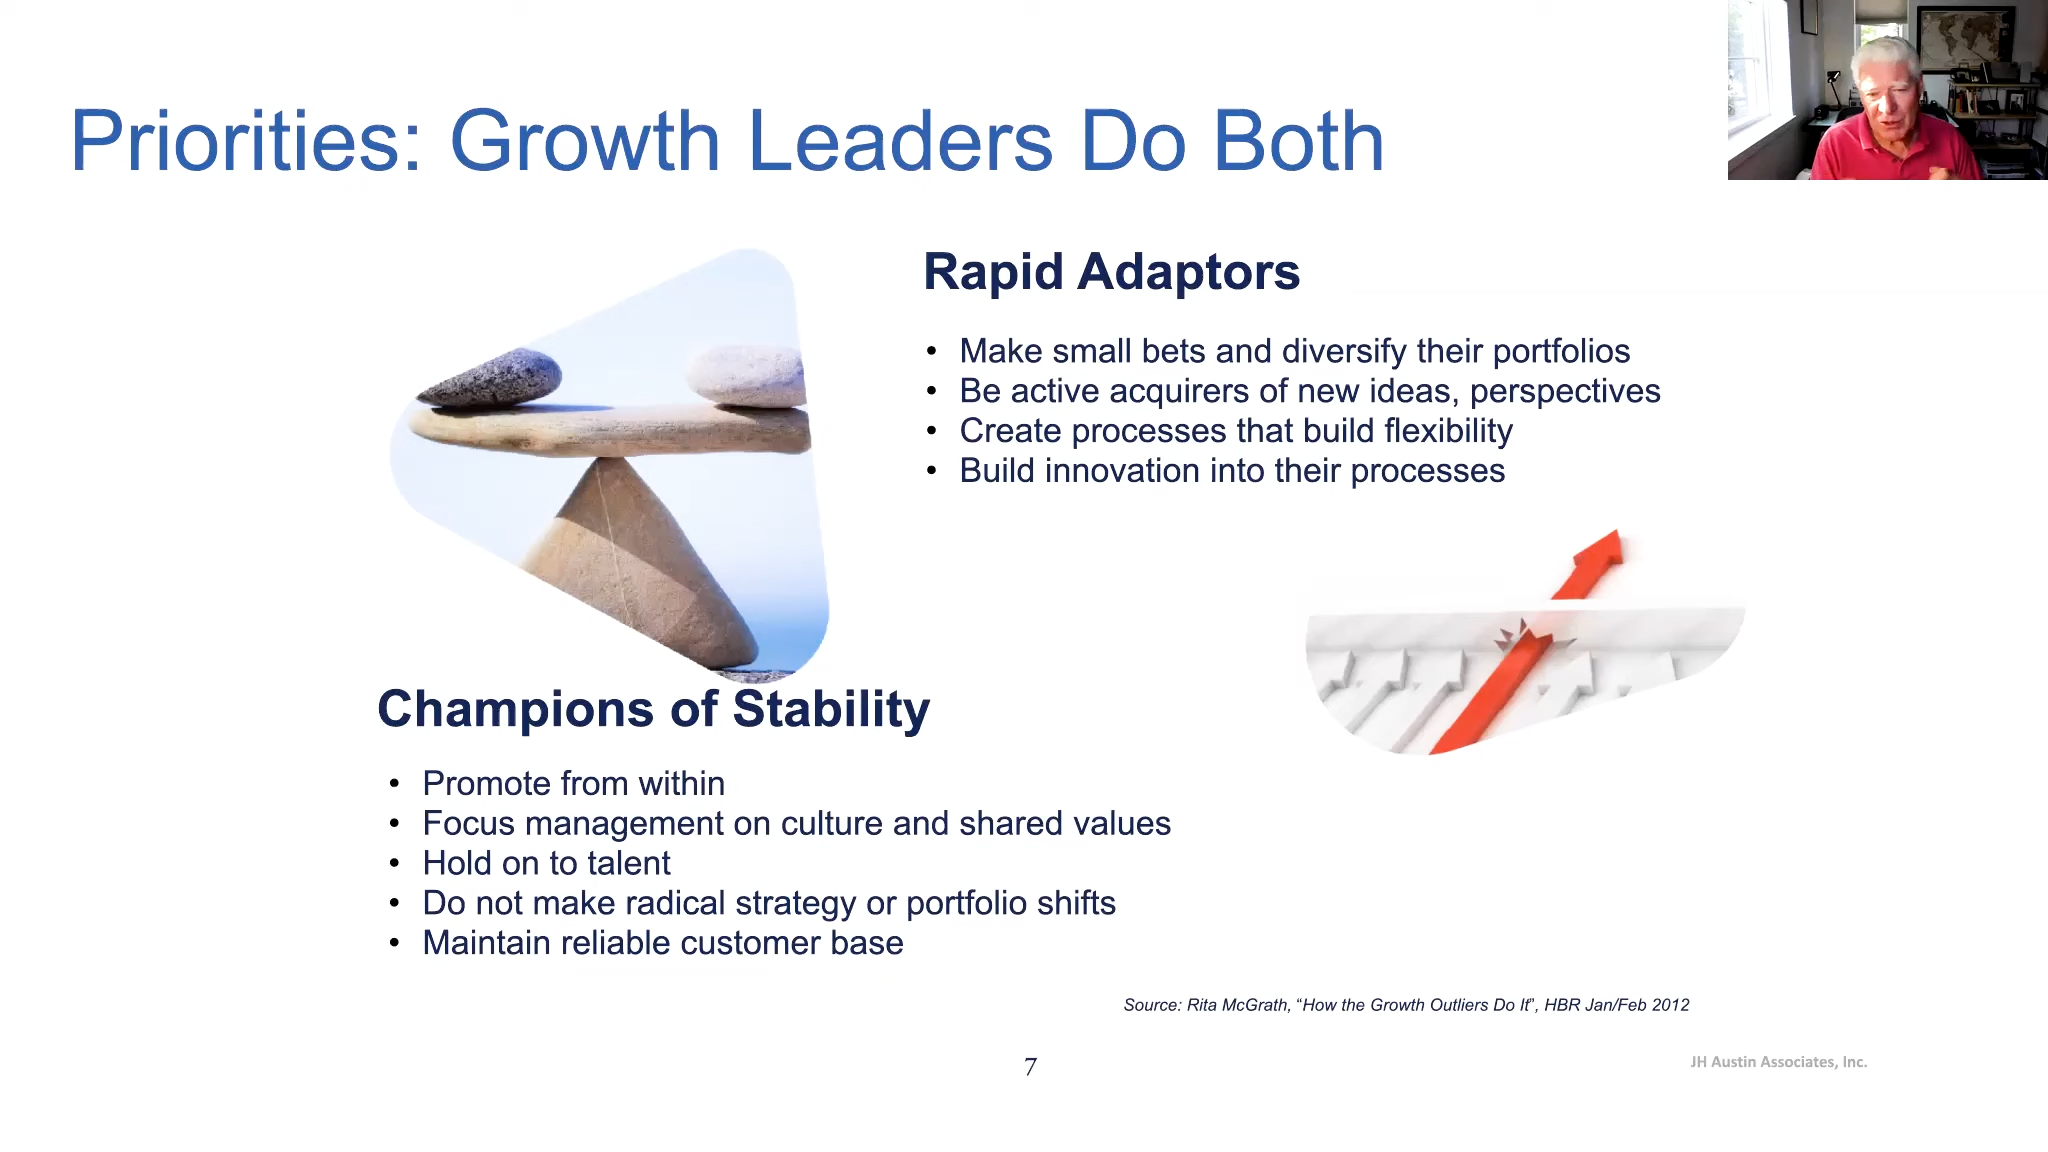 Priorities: Growth Leaders Do Both
Rapid Adaptors
• Make small bets and diversify their portfolios
• Be active acquirers of new ideas, perspectives
• Create processes that build flexibility
• Build innovation into their processes
Champions of Stability
• Promote from within
• Focus management on culture and shared values
• Hold on to talent
• Do not make radical strategy or portfolio shifts
• Maintain reliable customer base
Source: Rita McGrath, “How the Growth Outliers Do It”, HBR Jan/Feb 2012
7
JH Austin Associates, Inc.